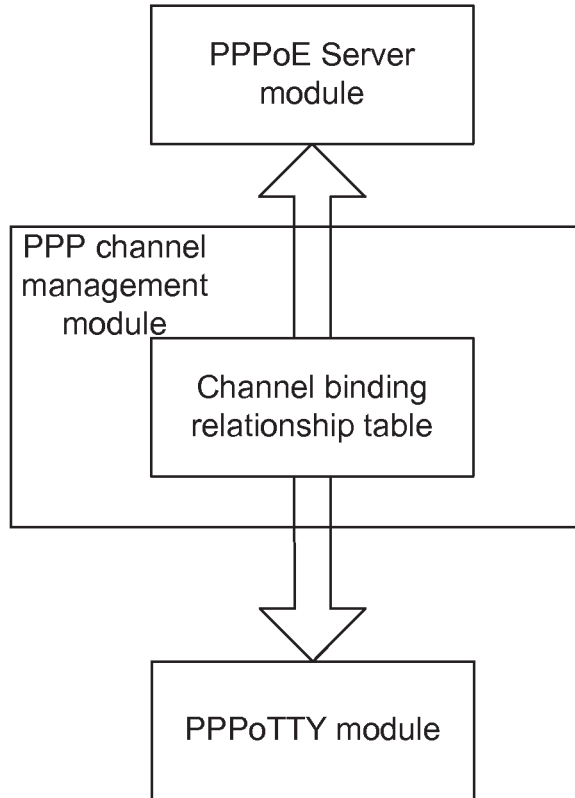 PPPoE Server
module
PPP channel
management
module
Channel binding
relationship table
PPPoTTY module